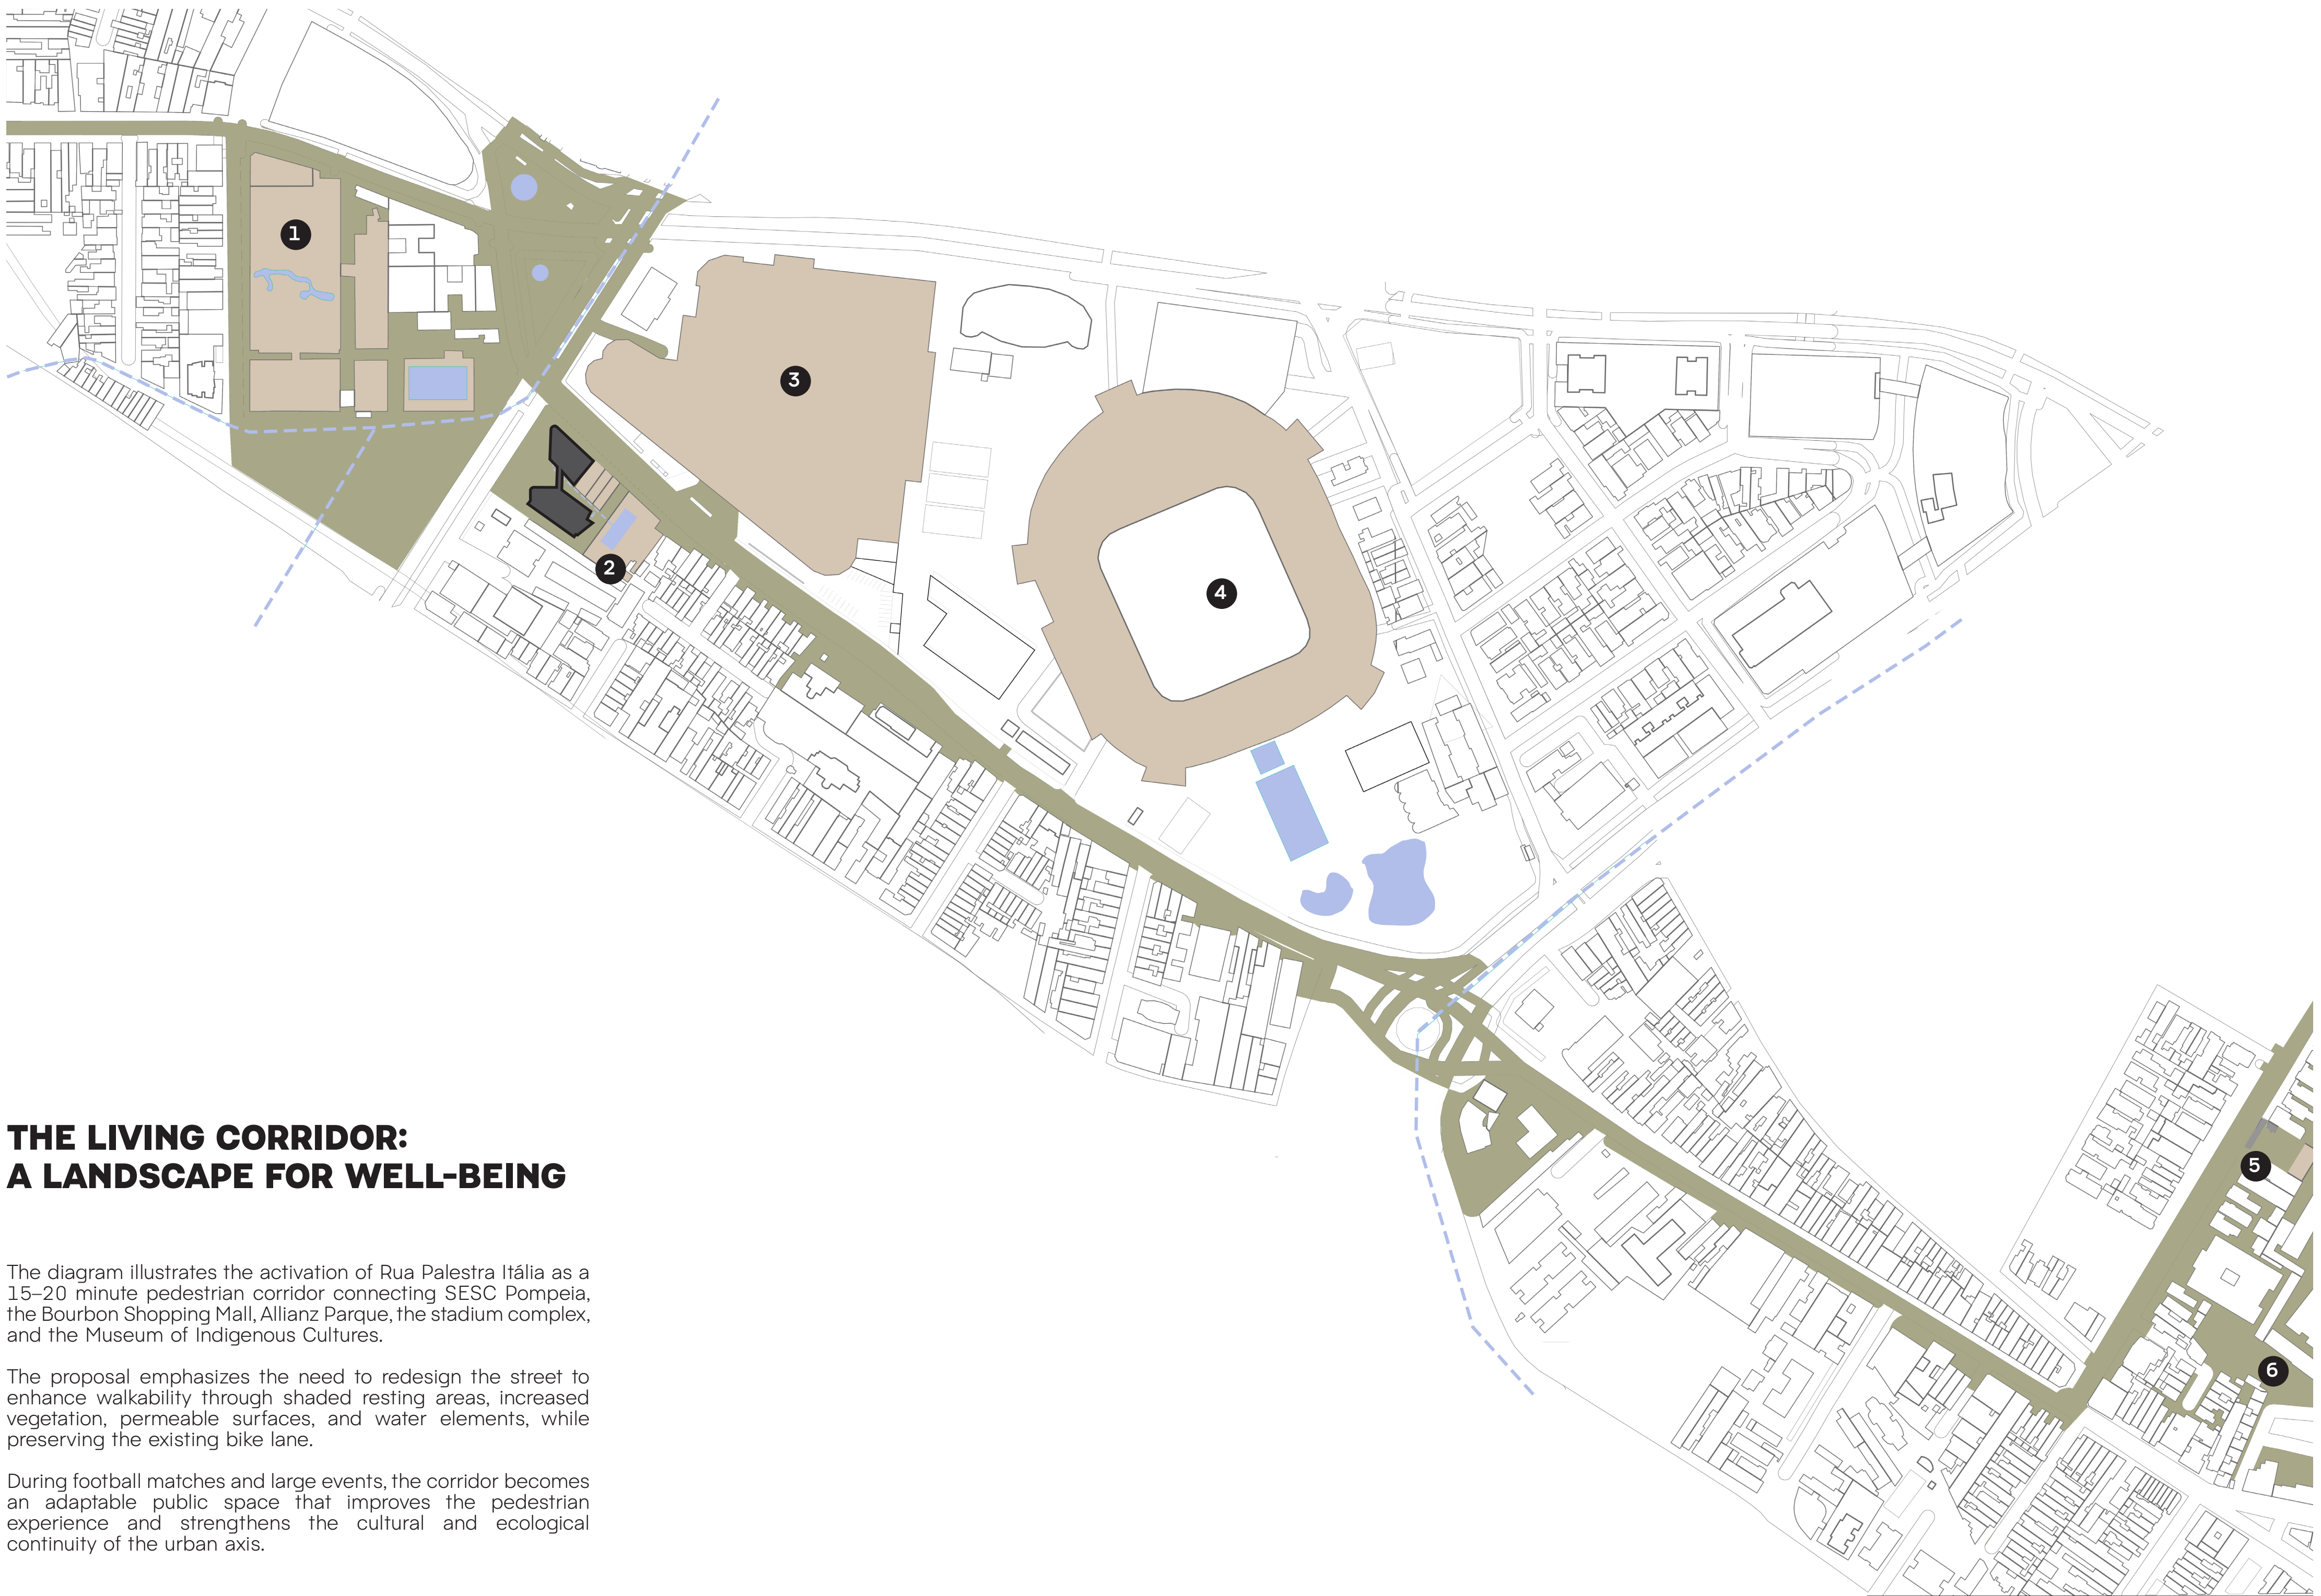 1
3
4
2
5
6
THE LIVING CORRIDOR:
A LANDSCAPE FOR WELL-BEING
The diagram illustrates the activation of Rua Palestra Itália as a
15–20 minute pedestrian corridor connecting SESC Pompeia,
the Bourbon Shopping Mall, Allianz Parque, the stadium complex,
and the Museum of Indigenous Cultures.
The proposal emphasizes the need to redesign the street to
enhance walkability through shaded resting areas, increased
vegetation, permeable surfaces, and water elements, while
preserving the existing bike lane.
During football matches and large events, the corridor becomes
an adaptable public space that improves the pedestrian
experience and strengthens the cultural and ecological
continuity of the urban axis.